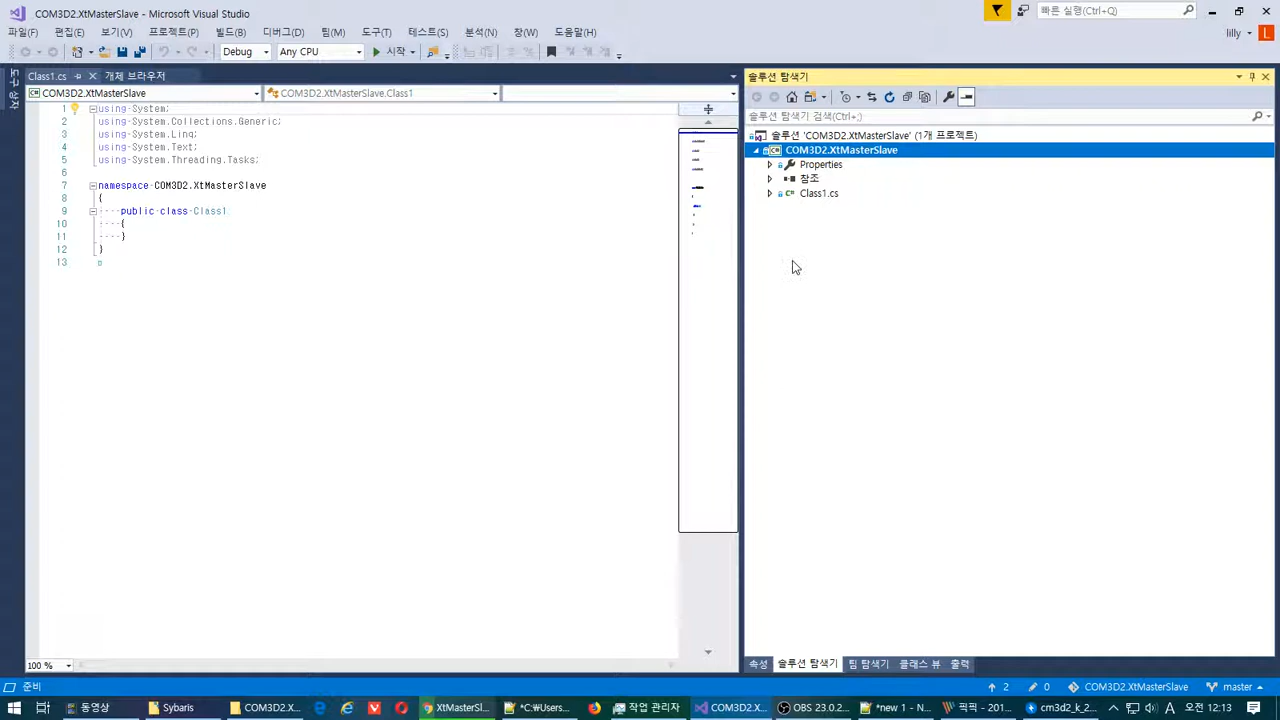 COM3D2.XtMasterSlave - Microsoft Visual Studio
빠른 실행(Ctrl+Q)
파일(F) 편집(E) 보기(V) 프로젝트(P) 빌드(B) 디버그(D) 팀(M) 도구(T) 테스트(S) 분석(N) 창(W) 도움말(H)
lilly L
Debug Any CPU 시작
Class1.cs 개체 브라우저
COM3D2.XtMasterSlave COM3D2.XtMasterSlave.Class1
1 using System;
2 using System.Collections.Generic;
3 using System.Linq;
4 using System.Text;
5 using System.Threading.Tasks;
6
7 namespace COM3D2.XtMasterSlave
8 {
9 public class Class1
10 {
11 }
12 }
13
100 %
솔루션 탐색기
솔루션 탐색기 검색(Ctrl+;)
솔루션 'COM3D2.XtMasterSlave' (1개 프로젝트)
COM3D2.XtMasterSlave
Properties
참조
Class1.cs
속성 솔루션 탐색기 팀 탐색기 클래스 뷰 출력
준비
2 0 COM3D2.XtMasterSlave master
동영상 Sybaris COM3D2.X... XtMasterSl... *C:₩Users... 작업 관리자 COM3D2.X... OBS 23.0.2... *new 1 - N... 픽픽 - 201... cm3d2_k_2... A 오전 12:13